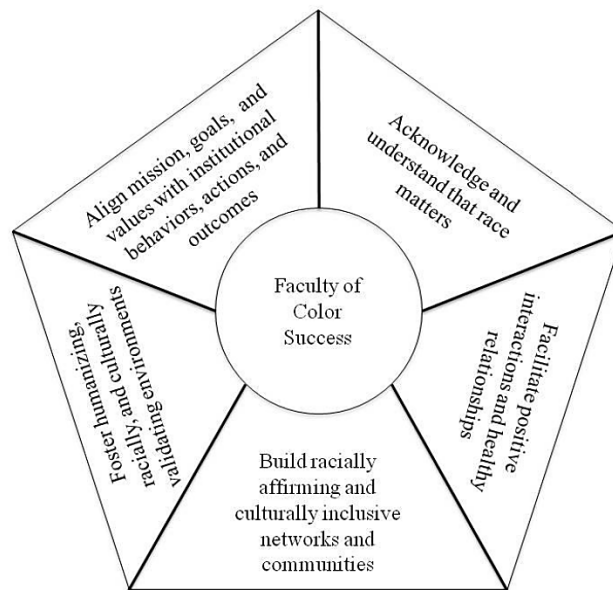 Align mission, goals, and
values with institutional
behaviors, actions, and
outcomes
Acknowledge and
understand that race
matters
Faculty of
Color
Success
Foster humanizing,
racially, and culturally
validating environments
Facilitate positive
interactions and healthy
relationships
Build racially
affirming and
culturally inclusive
networks and
communities